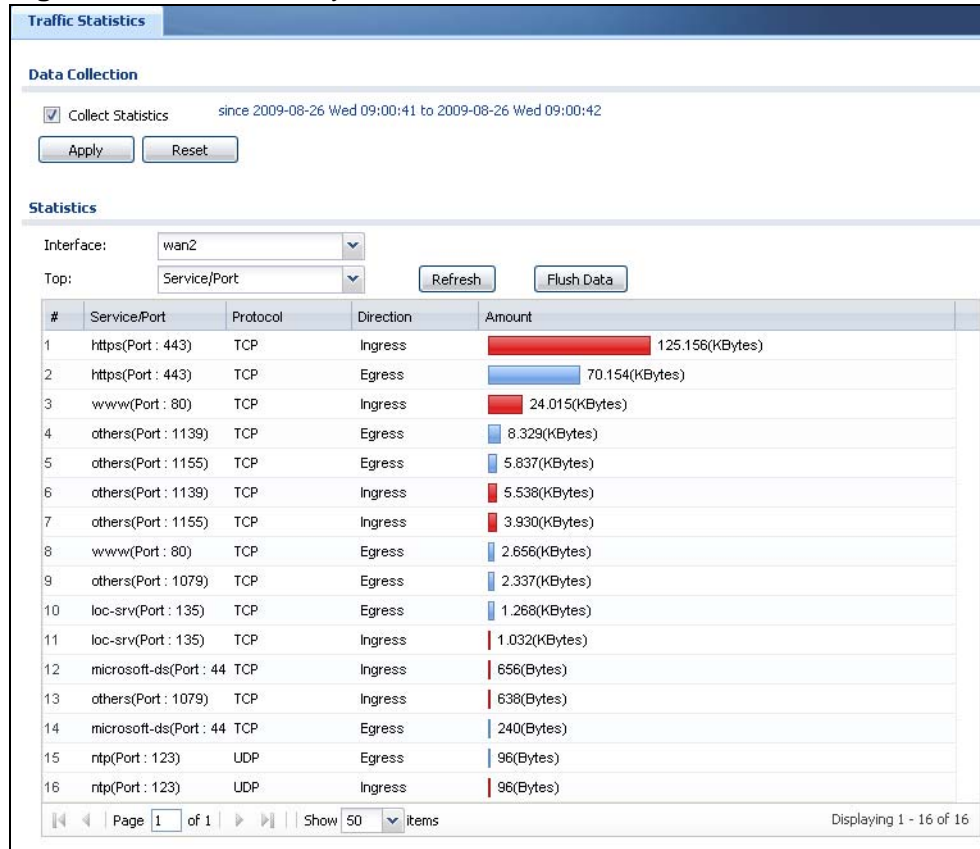 Traffic Statistics
Data Collection
Collect Statistics since 2009-08-26 Wed 09:00:41 to 2009-08-26 Wed 09:00:42
Apply Reset
Statistics
Interface: wan2
Top: Service/Port Refresh Flush Data
# Service/Port Protocol Direction Amount
1 https(Port : 443) TCP Ingress 125.156(KBytes)
2 https(Port : 443) TCP Egress 70.154(KBytes)
3 www(Port : 80) TCP Ingress 24.015(KBytes)
4 others(Port : 1139) TCP Egress 8.329(KBytes)
5 others(Port : 1155) TCP Egress 5.837(KBytes)
6 others(Port : 1139) TCP Ingress 5.538(KBytes)
7 others(Port : 1155) TCP Ingress 3.930(KBytes)
8 www(Port : 80) TCP Egress 2.656(KBytes)
9 others(Port : 1079) TCP Egress 2.337(KBytes)
10 loc-srv(Port : 135) TCP Egress 1.268(KBytes)
11 loc-srv(Port : 135) TCP Ingress 1.032(KBytes)
12 microsoft-ds(Port : 44 TCP Ingress 656(Bytes)
13 others(Port : 1079) TCP Ingress 638(Bytes)
14 microsoft-ds(Port : 44 TCP Egress 240(Bytes)
15 ntp(Port : 123) UDP Egress 96(Bytes)
16 ntp(Port : 123) UDP Ingress 96(Bytes)
Page 1 of 1 Show 50 items Displaying 1 - 16 of 16